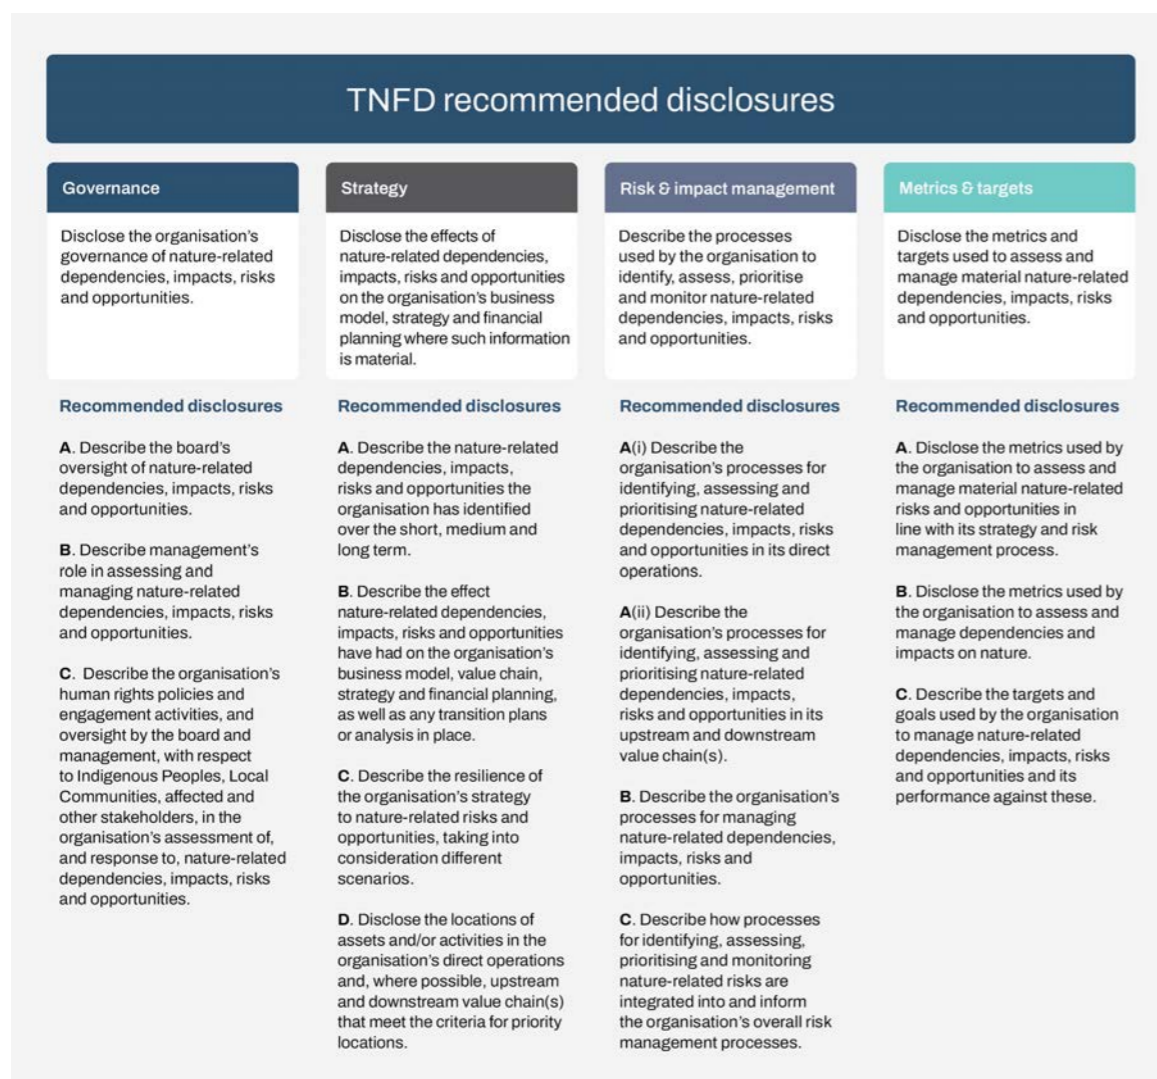 TNFD recommended disclosures
Governance
Disclose the organisation's
governance of nature-related
dependencies, impacts, risks
and opportunities.
Recommended disclosures
A. Describe the board's
oversight of nature-related
dependencies, impacts, risks
and opportunities.
B. Describe management's
role in assessing and
managing nature-related
dependencies, impacts, risks
and opportunities.
C.  Describe the organisation's
human rights policies and
engagement activities, and
oversight by the board and
management, with respect
to Indigenous Peoples, Local
Communities, affected and
other stakeholders, in the
organisation's assessment of,
and response to, nature-related
dependencies, impacts, risks
and opportunities.
Strategy
Disclose the effects of
nature-related dependencies,
impacts, risks and opportunities
on the organisation's business
model, strategy and financial
planning where such information
is material.
Recommended disclosures
A. Describe the nature-related
dependencies, impacts,
risks and opportunities the
organisation has identified
over the short, medium and
long term.
B. Describe the effect
nature-related dependencies,
impacts, risks and opportunities
have had on the organisation's
business model, value chain,
strategy and financial planning,
as well as any transition plans
or analysis in place.
C. Describe the resilience of
the organisation's strategy
to nature-related risks and
opportunities, taking into
consideration different
scenarios.
D. Disclose the locations of
assets and/or activities in the
organisation's direct operations
and, where possible, upstream
and downstream value chain(s)
that meet the criteria for priority
locations.
Risk & impact management
Describe the processes
used by the organisation to
identify, assess, prioritise
and monitor nature-related
dependencies, impacts, risks
and opportunities.
Recommended disclosures
A(i) Describe the
organisation's processes for
identifying, assessing and
prioritising nature-related
dependencies, impacts, risks
and opportunities in its direct
operations.
A(ii) Describe the
organisation's processes for
identifying, assessing and
prioritising nature-related
dependencies, impacts,
risks and opportunities in its
upstream and downstream
value chain(s).
B. Describe the organisation's
processes for managing
nature-related dependencies,
impacts, risks and
opportunities.
C. Describe how processes
for identifying, assessing,
prioritising and monitoring
nature-related risks are
integrated into and inform
the organisation's overall risk
management processes.
Metrics & targets
Disclose the metrics and
targets used to assess and
manage material nature-related
dependencies, impacts, risks
and opportunities.
Recommended disclosures
A. Disclose the metrics used by
the organisation to assess and
manage material nature-related
risks and opportunities in
line with its strategy and risk
management process.
B. Disclose the metrics used by
the organisation to assess and
manage dependencies and
impacts on nature.
C. Describe the targets and
goals used by the organisation
to manage nature-related
dependencies, impacts, risks
and opportunities and its
performance against these.